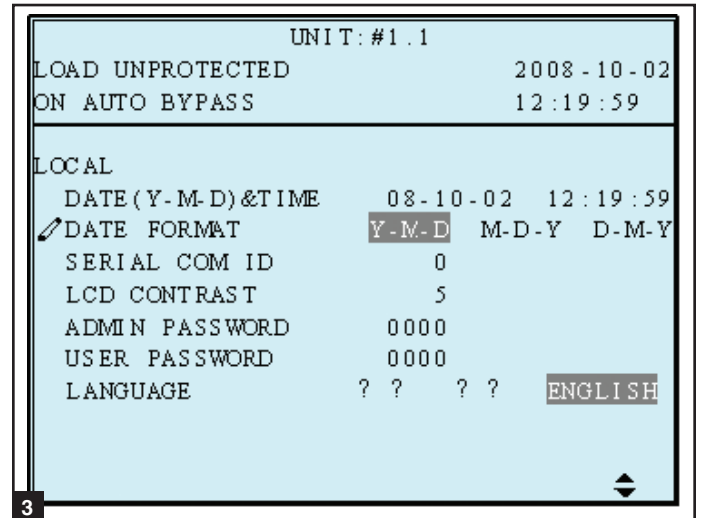 UNIT:#1.1
LOAD UNPROTECTED 2008-10-02
ON AUTO BYPASS 12:19:59
LOCAL
DATE(Y-M-D)&TIME 08-10-02 12:19:59
DATE FORMAT Y-M-D M-D-Y D-M-Y
SERIAL COM ID 0
LCD CONTRAST 5
ADMIN PASSWORD 0000
USER PASSWORD 0000
LANGUAGE ? ? ? ? ENGLISH
3